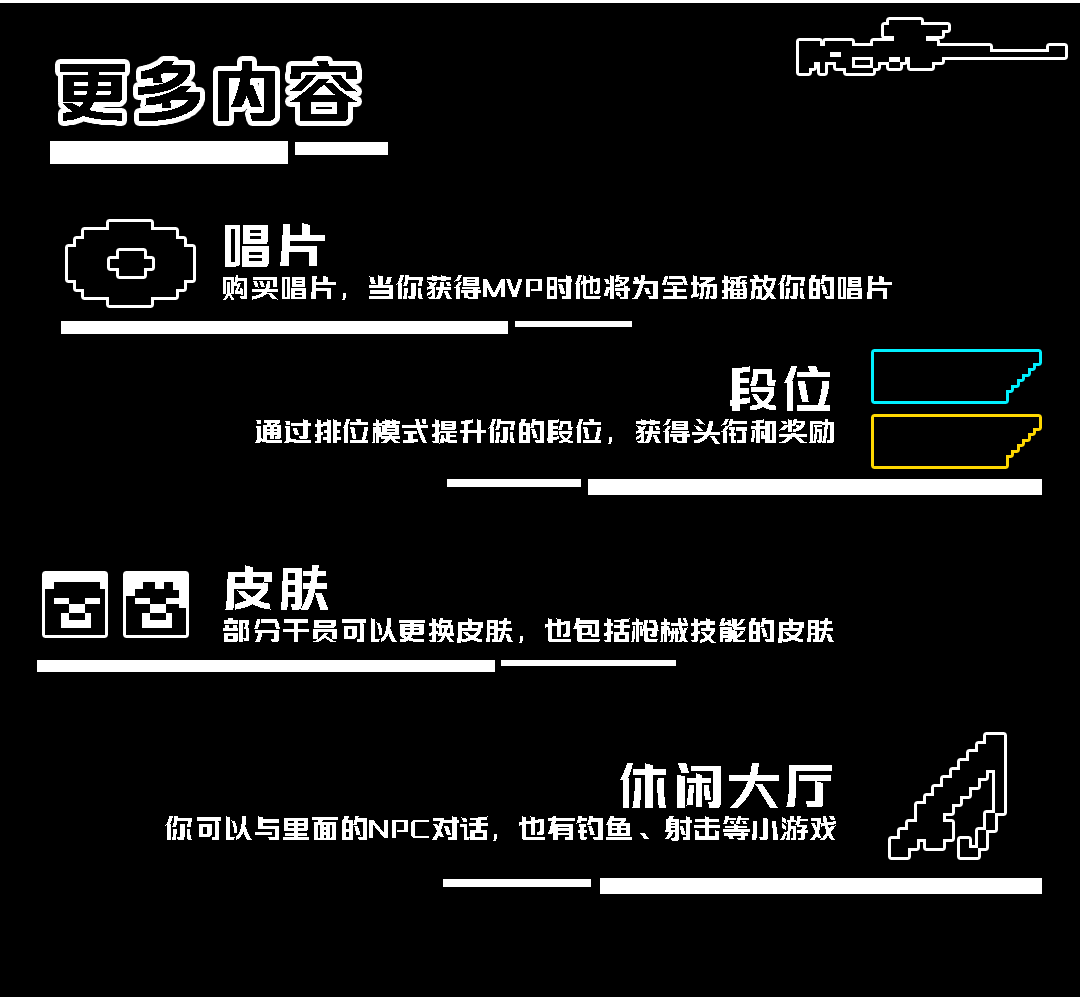 更多内容
唱片
购买唱片，当你获得MVP时他将为全场播放你的唱片
段位
通过排位模式提升你的段位，获得头衔和奖励
皮肤
部分干员可以更换皮肤，也包括枪械技能的皮肤
休闲大厅
你可以与里面的NPC对话，也有钓鱼、射击等小游戏